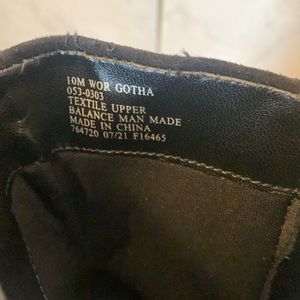 10M WOR GOTHA
053-0303
TEXTILE UPPER
BALANCE MAN MADE
MADE IN CHINA
764720 07/21 F16465